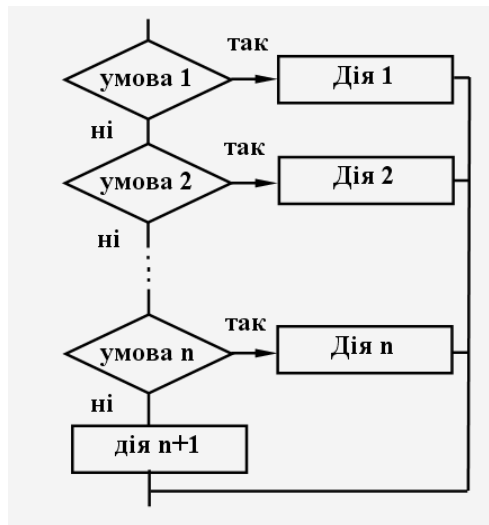 так
умова 1
Дія 1
ні
так
умова 2
Дія 2
ні
так
умова n
Дія n
ні
дія n+1